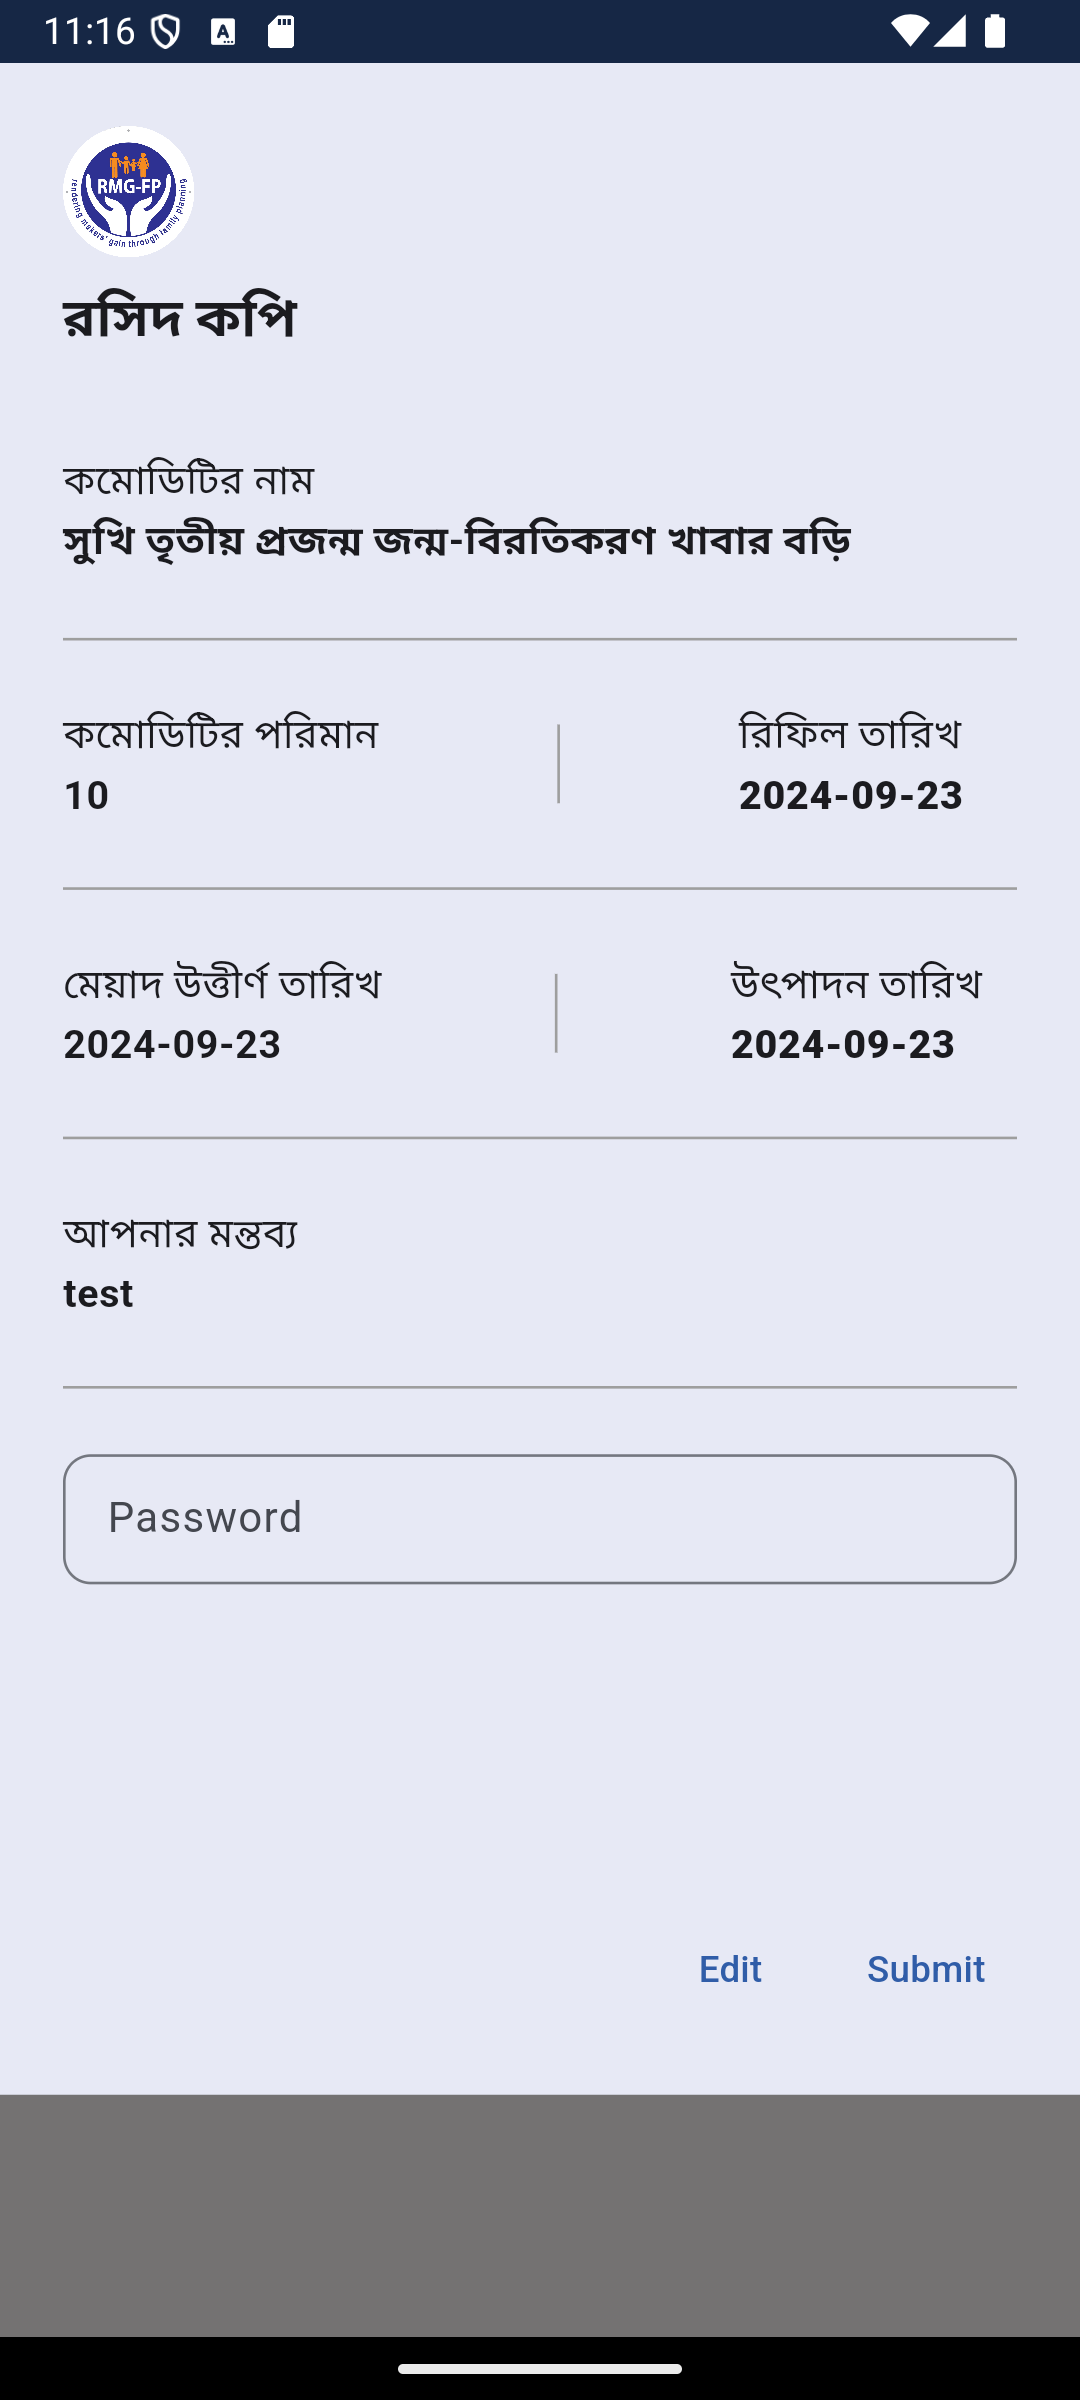 11:16
RMG-FP
rendering makers' gain through family planning
রসিদ কপি
কমোডিটির নাম
সুখি তৃতীয় প্রজন্ম জন্ম-বিরতিকরণ খাবার বড়ি
কমোডিটির পরিমান
রিফিল তারিখ
10
2024-09-23
মেয়াদ উত্তীর্ণ তারিখ
উৎপাদন তারিখ
2024-09-23
2024-09-23
আপনার মন্তব্য
test
Password
Edit
Submit